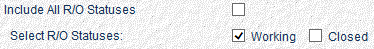 Include All R/O Statuses
Select R/O Statuses: Working Closed